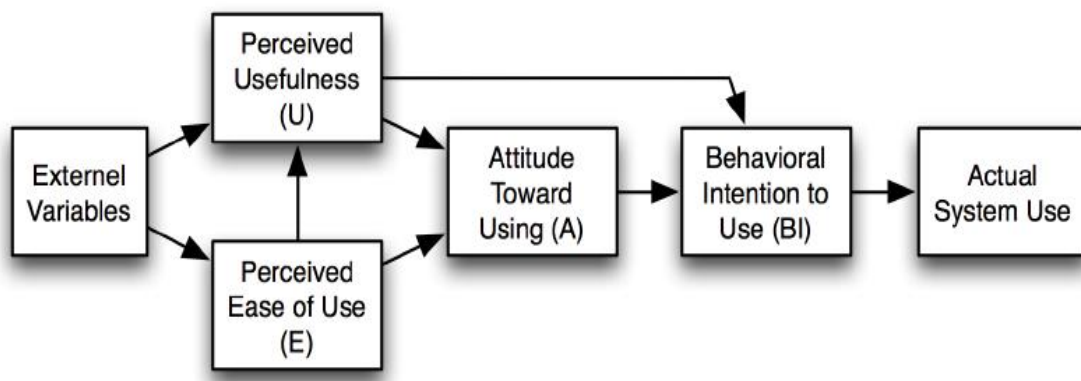 Perceived
Usefulness
(U)
Externel
Variables
Perceived
Ease of Use
(E)
Attitude
Toward
Using (A)
Behavioral
Intention to
Use (BI)
Actual
System Use